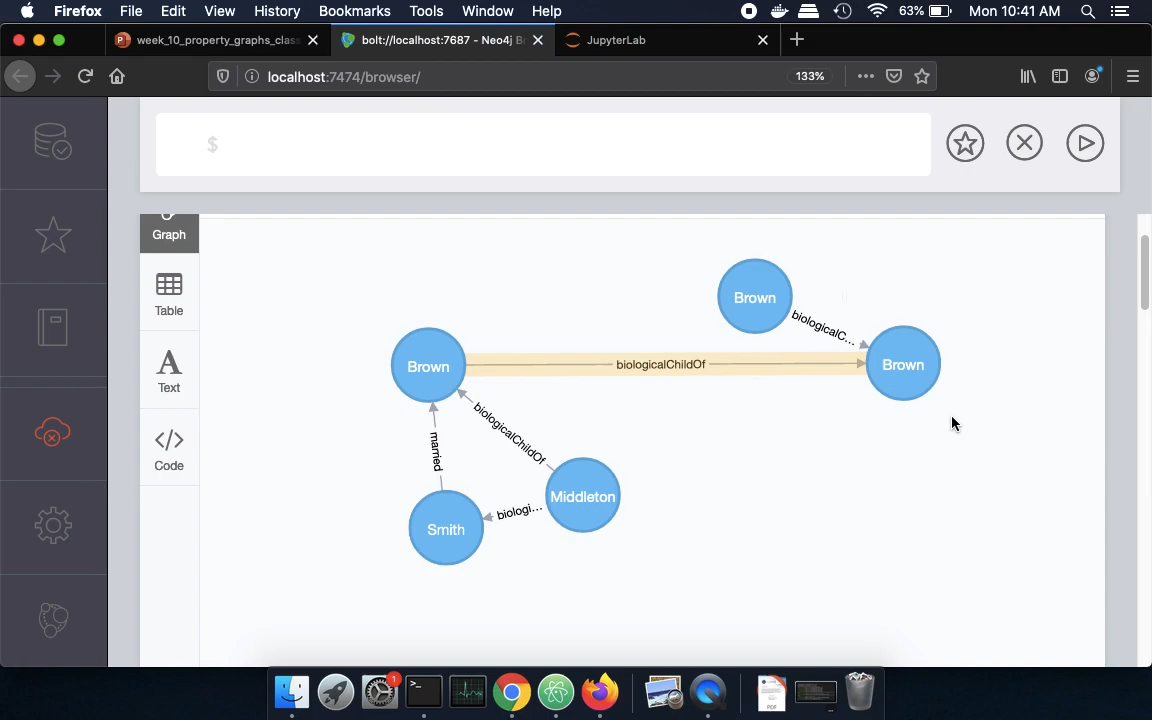 Firefox File Edit View History Bookmarks Tools Window Help 63% Mon 10:41 AM
week_10_property_graphs_clas
bolt://localhost:7687 - Neo4j B
JupyterLab
localhost:7474/browser/ 133%
$
Graph
Table
Text
Code
Brown
biologicalC...
Brown
biologicalChildOf
Brown
biologicalChildOf
married
Middleton
biologi...
Smith
1
PDF